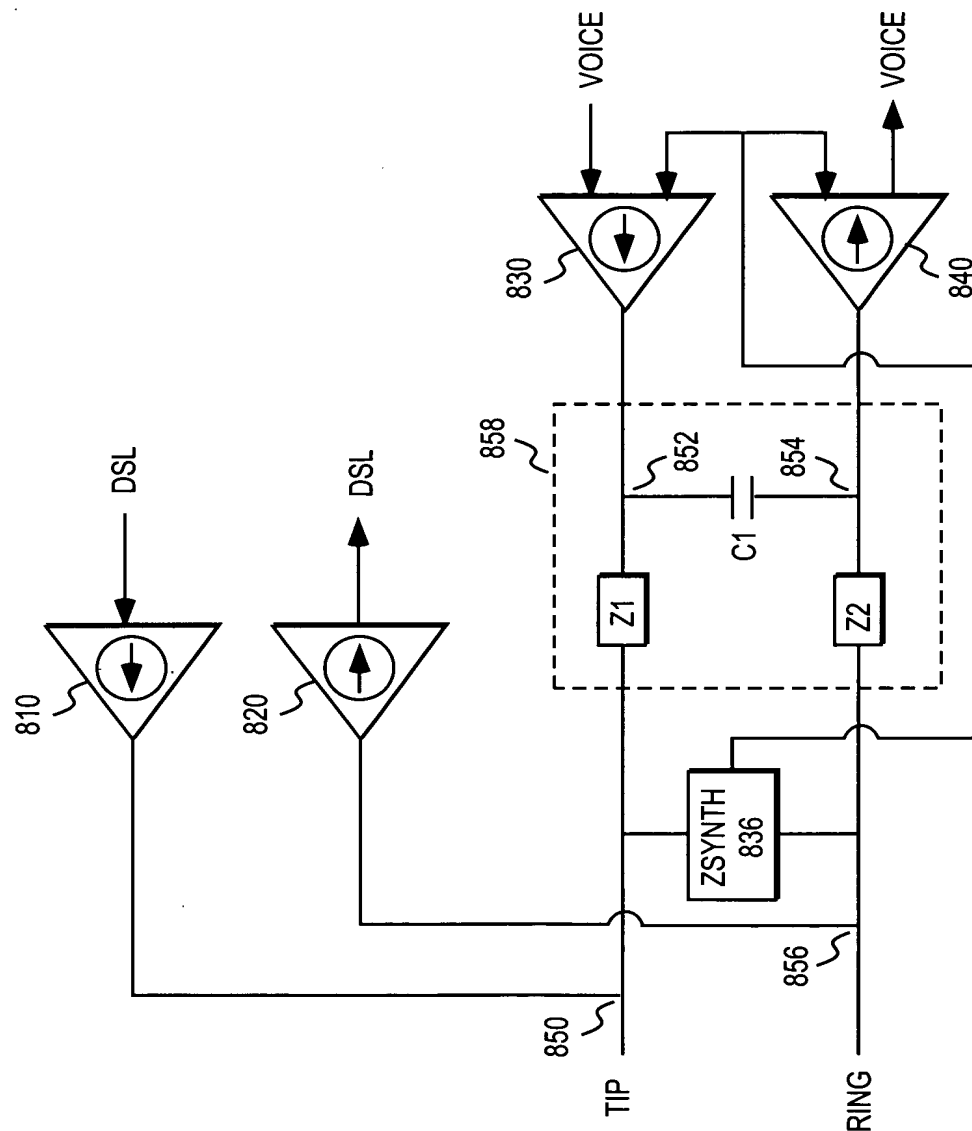 DSL
810
DSL
820
VOICE
830
VOICE
840
858
852
854
C1
Z1
Z2
ZSYNTH
836
850
856
TIP
RING